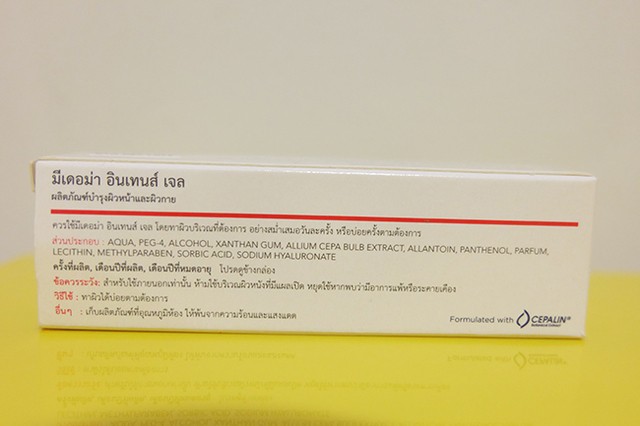 มีเดอม่า อินเทนส์ เจล
ผลิตภัณฑ์บำรุงผิวหน้าและผิวกาย
ควรใช้มีเดอม่า อินเทนส์ เจล โดยทาผิวบริเวณที่ต้องการ อย่างสม่ำเสมอวันละครั้ง หรือบ่อยครั้งตามต้องการ
ส่วนประกอบ : AQUA, PEG-4, ALCOHOL, XANTHAN GUM, ALLIUM CEPA BULB EXTRACT, ALLANTOIN, PANTHENOL, PARFUM,
LECITHIN, METHYLPARABEN, SORBIC ACID, SODIUM HYALURONATE
ครั้งที่ผลิต, เดือนปีที่ผลิต, เดือนปีที่หมดอายุ โปรดดูข้างกล่อง
ข้อควรระวัง: สำหรับใช้ภายนอกเท่านั้น ห้ามใช้บริเวณผิวหนังที่มีแผลเปิด หยุดใช้หากพบว่ามีอาการแพ้หรือระคายเคือง
วิธีใช้ : ทาผิวได้บ่อยตามต้องการ
อื่นๆ : เก็บผลิตภัณฑ์ที่อุณหภูมิห้อง ให้พ้นจากความร้อนและแสงแดด
Formulated with CEPALIN®
Botanical Extract